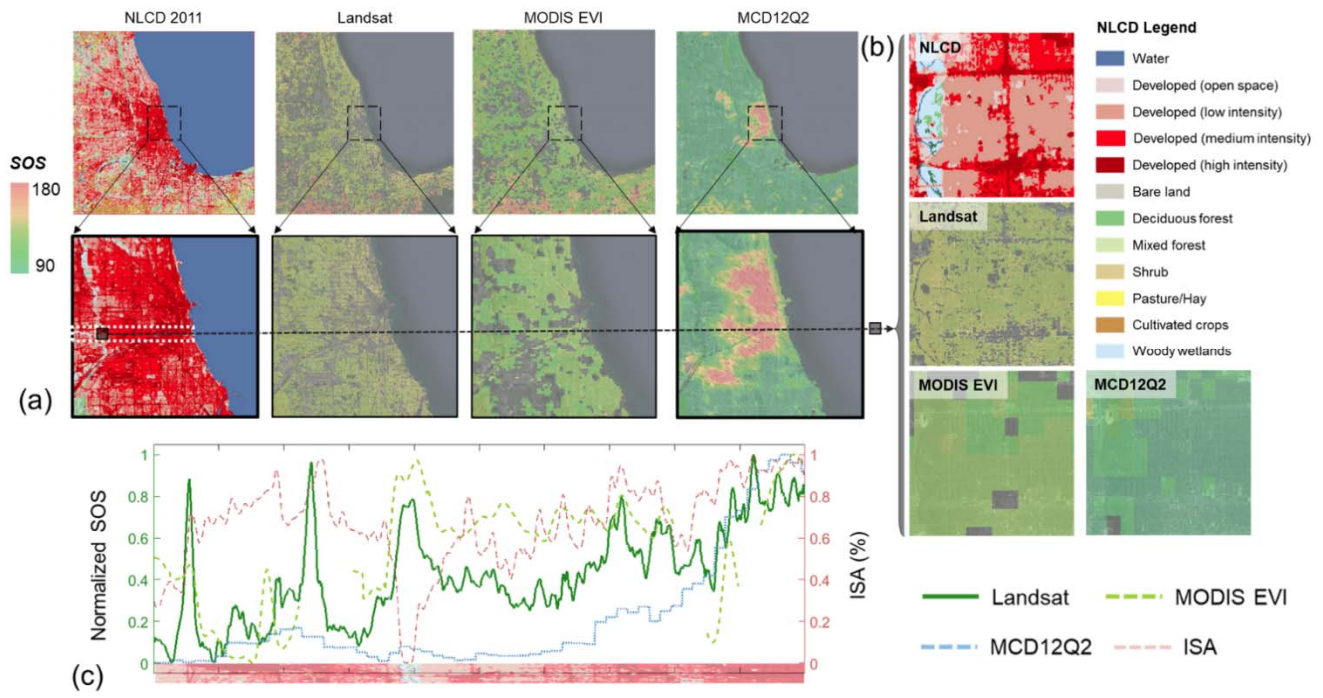 NLCD 2011
Landsat
MODIS EVI
MCD12Q2
(b)
NLCD
NLCD Legend
Water
Developed (open space)
Developed (low intensity)
Developed (medium intensity)
Developed (high intensity)
Bare land
Deciduous forest
Mixed forest
Shrub
Pasture/Hay
Cultivated crops
Woody wetlands
SOS
180
90
Landsat
(a)
MODIS EVI
MCD12Q2
Normalized SOS
1
0.8
0.6
0.4
0.2
0
1
0.8
0.6
0.4
0.2
0
ISA (%)
(c)
Landsat
MODIS EVI
MCD12Q2
ISA